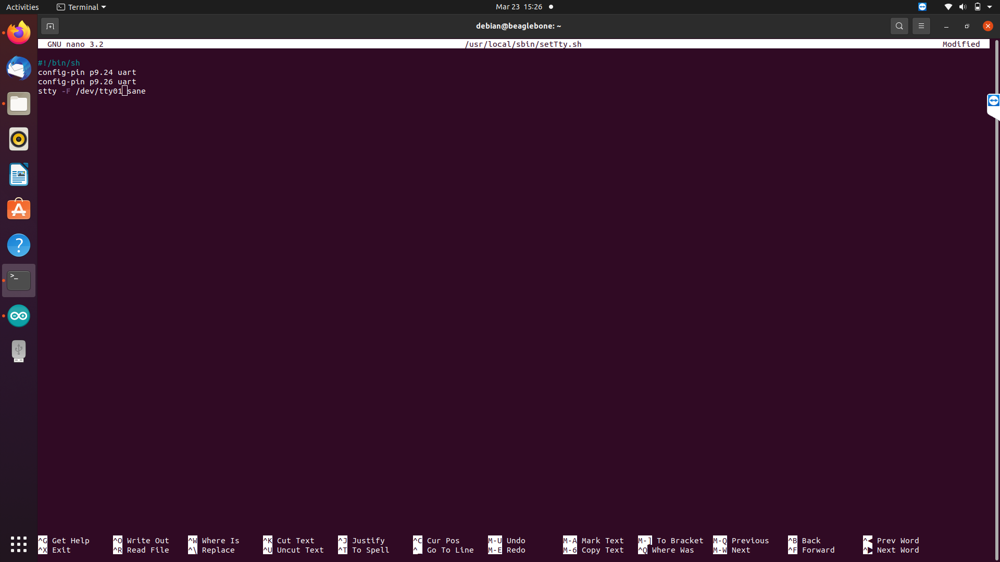 Activities Terminal Mar 23 15:26
debian@beaglebone: ~
GNU nano 3.2 /usr/local/sbin/setTty.sh Modified
#!/bin/sh
config-pin p9.24 uart
config-pin p9.26 uart
stty -F /dev/tty01 sane
^G Get Help ^O Write Out ^W Where Is ^K Cut Text ^J Justify ^C Cur Pos M-U Undo M-A Mark Text M-] To Bracket M-Q Previous ^B Back ^◀ Prev Word
^X Exit ^R Read File ^\ Replace ^U Uncut Text ^T To Spell ^_ Go To Line M-E Redo M-6 Copy Text ^Q Where Was M-W Next ^F Forward ^▶ Next Word